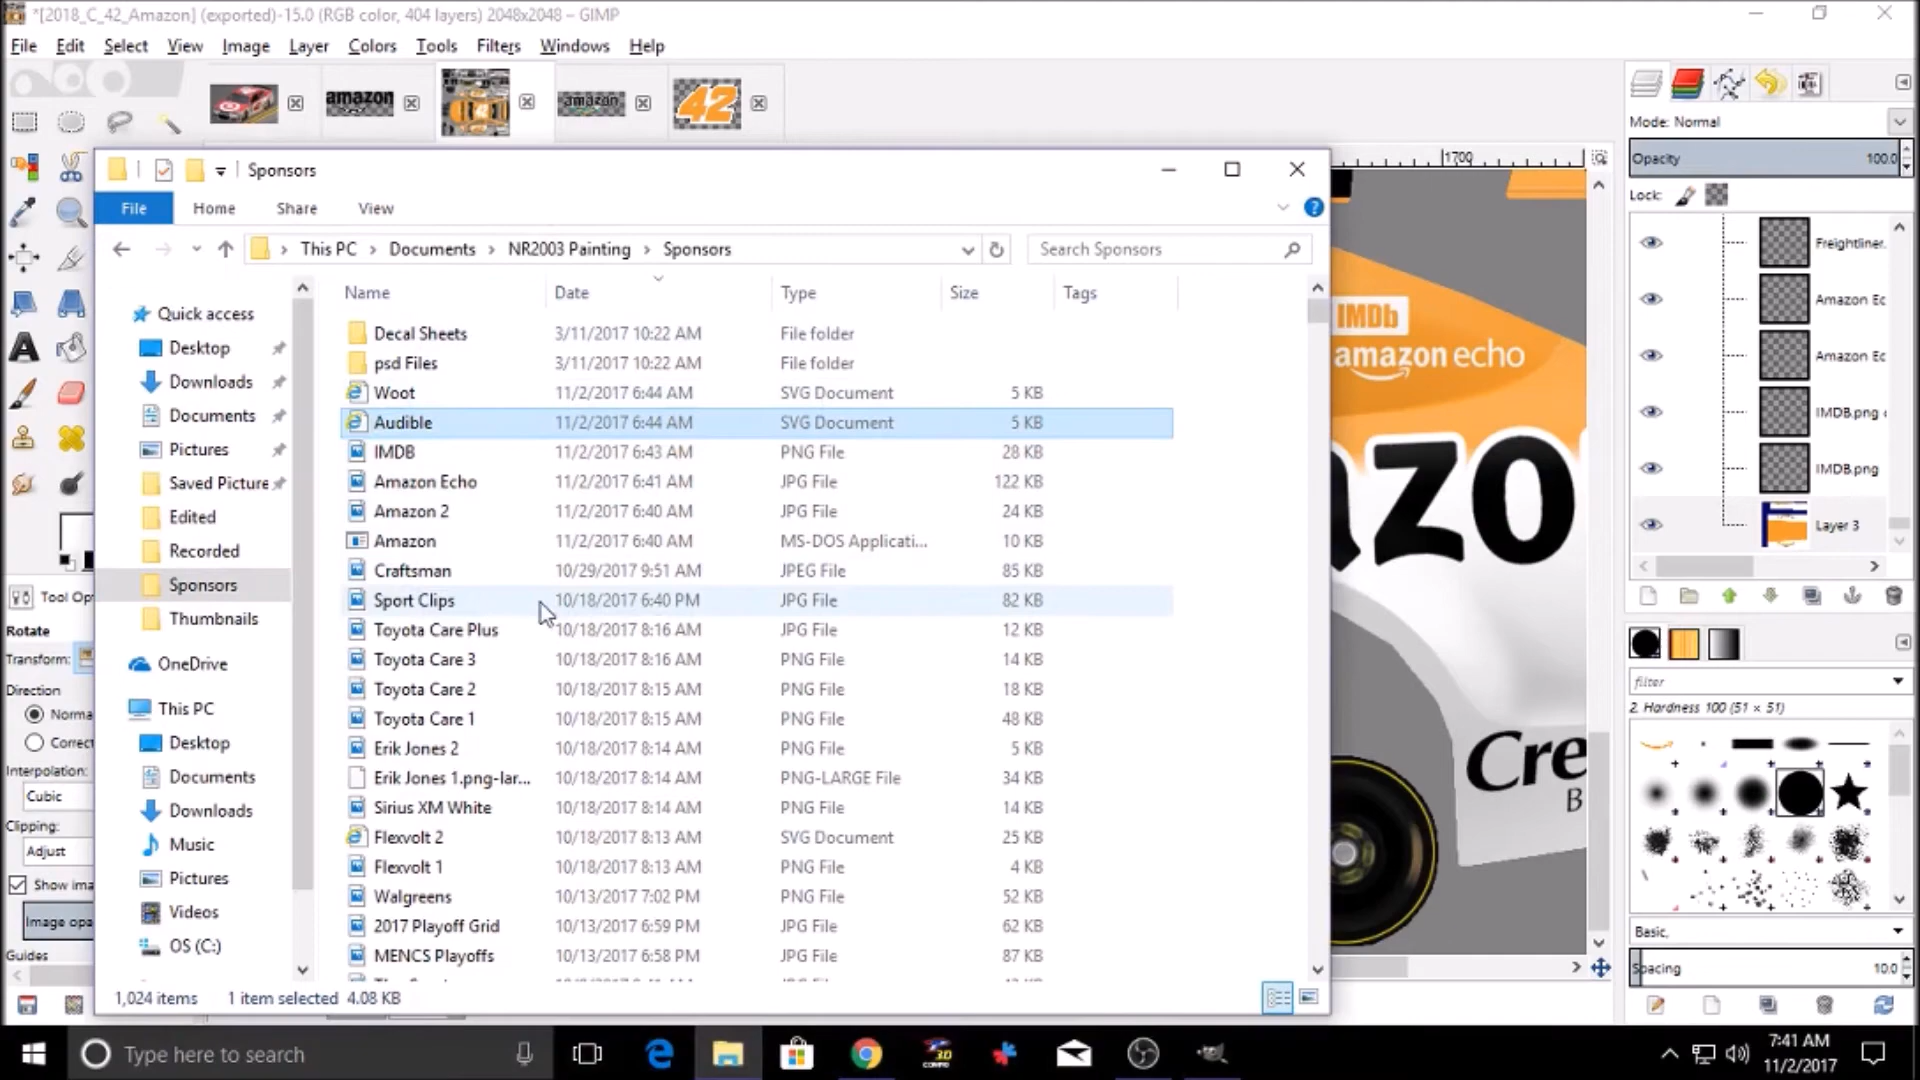 *[2018_C_42_Amazon] (exported)-15.0 (RGB color, 404 layers) 2048x2048 – GIMP
File Edit Select View Image Layer Colors Tools Filters Windows Help
amazon
amazon
42
Sponsors
File Home Share View
This PC > Documents > NR2003 Painting > Sponsors
Search Sponsors
Name Date Type Size Tags
Quick access
Desktop
Downloads
Documents
Pictures
Saved Picture
Edited
Recorded
Sponsors
Thumbnails
OneDrive
This PC
Desktop
Documents
Downloads
Music
Pictures
Videos
OS (C:)
Decal Sheets 3/11/2017 10:22 AM File folder
psd Files 3/11/2017 10:22 AM File folder
Woot 11/2/2017 6:44 AM SVG Document 5 KB
Audible 11/2/2017 6:44 AM SVG Document 5 KB
IMDB 11/2/2017 6:43 AM PNG File 28 KB
Amazon Echo 11/2/2017 6:41 AM JPG File 122 KB
Amazon 2 11/2/2017 6:40 AM JPG File 24 KB
Amazon 11/2/2017 6:40 AM MS-DOS Applicati... 10 KB
Craftsman 10/29/2017 9:51 AM JPEG File 85 KB
Sport Clips 10/18/2017 6:40 PM JPG File 82 KB
Toyota Care Plus 10/18/2017 8:16 AM JPG File 12 KB
Toyota Care 3 10/18/2017 8:16 AM PNG File 14 KB
Toyota Care 2 10/18/2017 8:15 AM PNG File 18 KB
Toyota Care 1 10/18/2017 8:15 AM PNG File 48 KB
Erik Jones 2 10/18/2017 8:14 AM PNG File 5 KB
Erik Jones 1.png-lar... 10/18/2017 8:14 AM PNG-LARGE File 34 KB
Sirius XM White 10/18/2017 8:14 AM PNG File 14 KB
Flexvolt 2 10/18/2017 8:13 AM SVG Document 25 KB
Flexvolt 1 10/18/2017 8:13 AM PNG File 4 KB
Walgreens 10/13/2017 7:02 PM PNG File 52 KB
2017 Playoff Grid 10/13/2017 6:59 PM JPG File 62 KB
MENCS Playoffs 10/13/2017 6:58 PM JPG File 87 KB
1,024 items 1 item selected 4.08 KB
Tool Op
Rotate
Transform:
Direction
Norma
Correct
Interpolation:
Cubic
Clipping:
Adjust
Show ima
Image opa
Guides
1700
IMDb
amazon echo
azo
Cre
B
Mode: Normal
Opacity 100.0
Lock:
Freightliner.
Amazon Ec
Amazon Ec
IMDB.png
IMDB.png
Layer 3
filter
2. Hardness 100 (51 × 51)
Basic,
Spacing 10.0
Type here to search
7:41 AM
11/2/2017